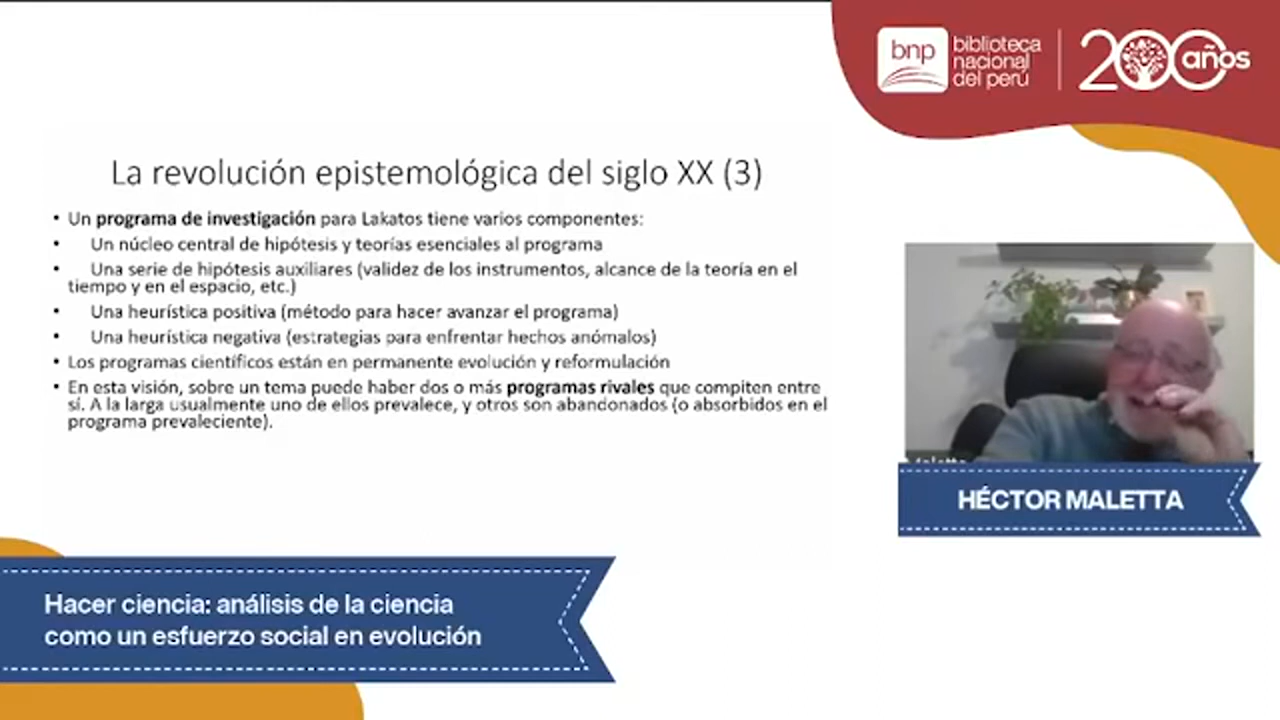 bnp
biblioteca
nacional
del perú
200 años
La revolución epistemológica del siglo XX (3)
• Un programa de investigación para Lakatos tiene varios componentes:
• Un núcleo central de hipótesis y teorías esenciales al programa
• Una serie de hipótesis auxiliares (validez de los instrumentos, alcance de la teoría en el
tiempo y en el espacio, etc.)
• Una heurística positiva (método para hacer avanzar el programa)
• Una heurística negativa (estrategias para enfrentar hechos anómalos)
• Los programas científicos están en permanente evolución y reformulación
• En esta visión, sobre un tema puede haber dos o más programas rivales que compiten entre
sí. A la larga usualmente uno de ellos prevalece, y otros son abandonados (o absorbidos en el
programa prevaleciente).
HÉCTOR MALETTA
Hacer ciencia: análisis de la ciencia
como un esfuerzo social en evolución